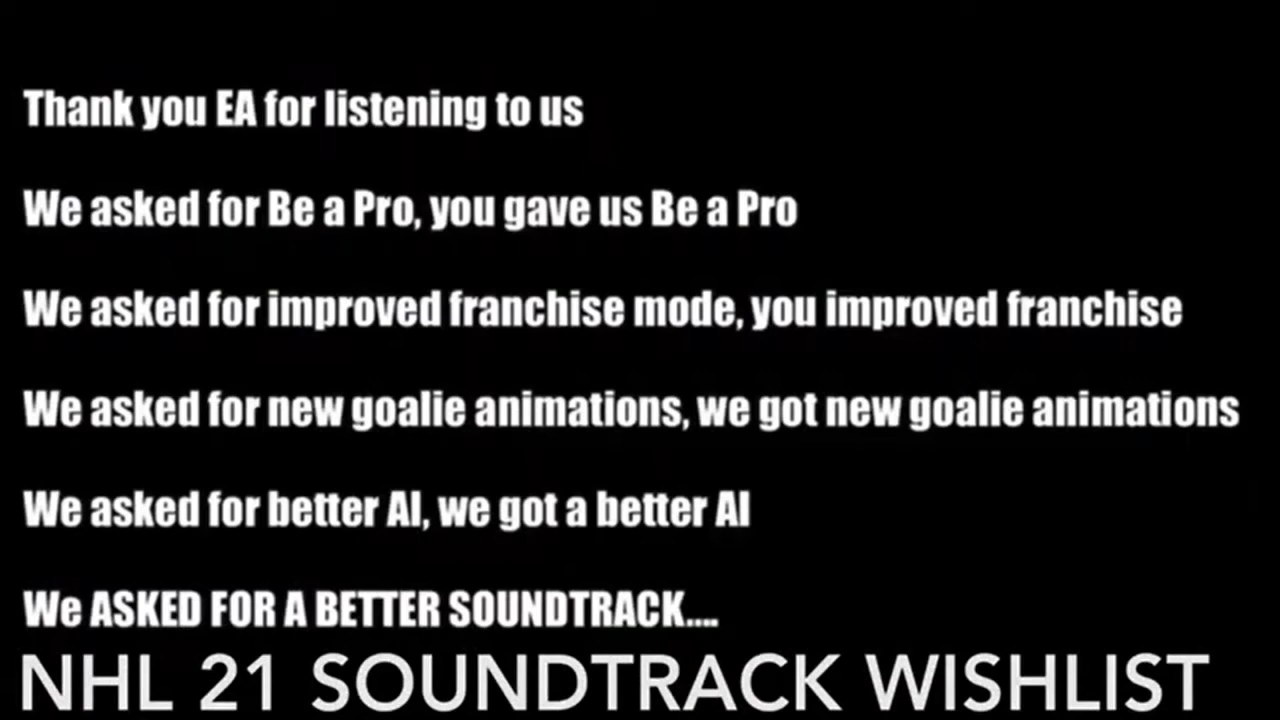 Thank you EA for listening to us
We asked for Be a Pro, you gave us Be a Pro
We asked for improved franchise mode, you improved franchise
We asked for new goalie animations, we got new goalie animations
We asked for better AI, we got a better AI
We ASKED FOR A BETTER SOUNDTRACK....
NHL 21 SOUNDTRACK WISHLIST